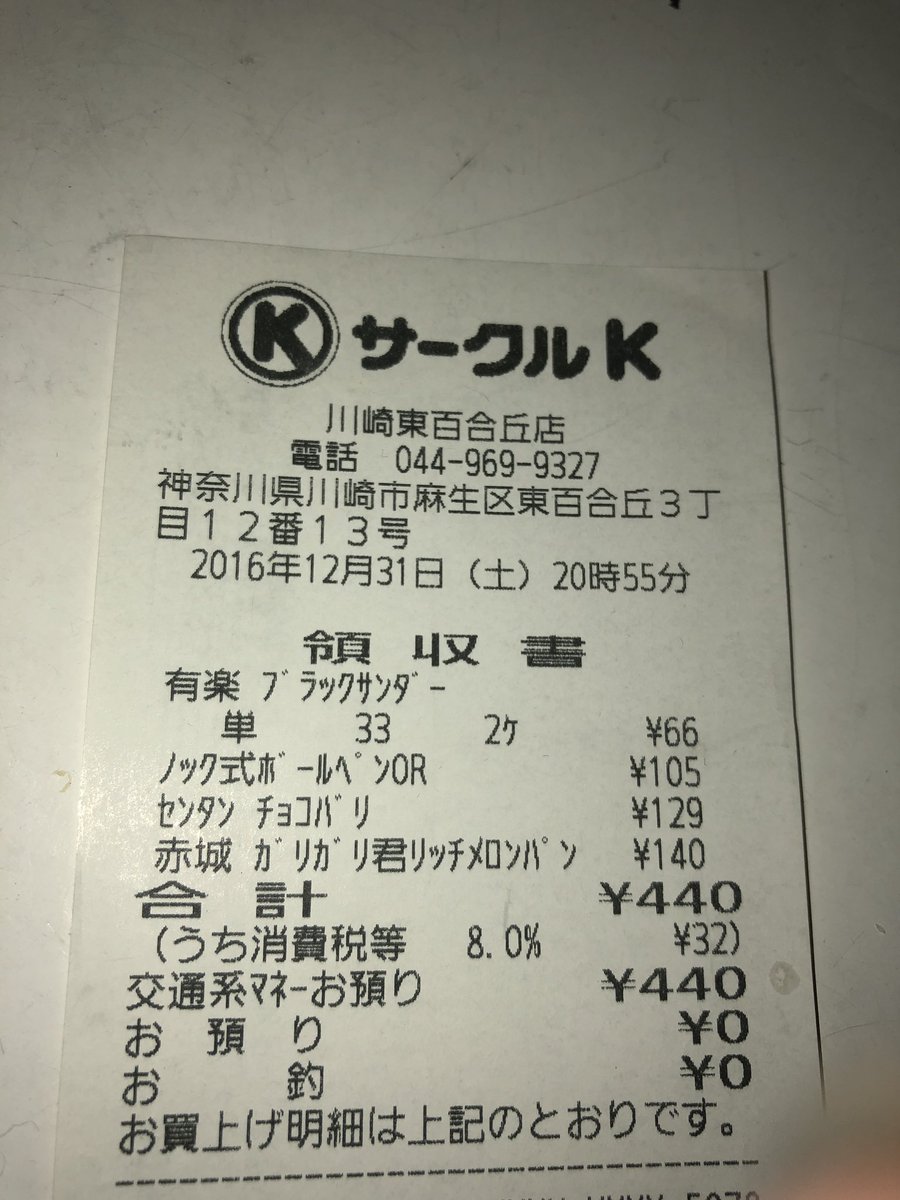 K サークルK
川崎東百合丘店
電話 044-969-9327
神奈川県川崎市麻生区東百合丘3丁
目12番13号
2016年12月31日(土)20時55分
領収書
有楽 ブラックサンダー
単 33 2ケ ¥66
ノック式ボールペンOR ¥105
センタン チョコバリ ¥129
赤城 ガリガリ君リッチメロンパン ¥140
合計 ¥440
(うち消費税等 8.0% ¥32)
交通系マネーお預り ¥440
お預り ¥0
お釣 ¥0
お買上げ明細は上記のとおりです。